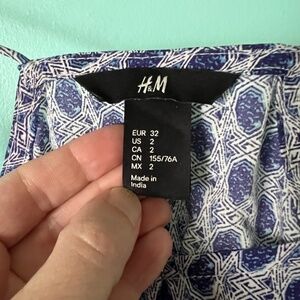 H&M
EUR 32
US 2
CA 2
CN 155/76A
MX 2
Made in
India